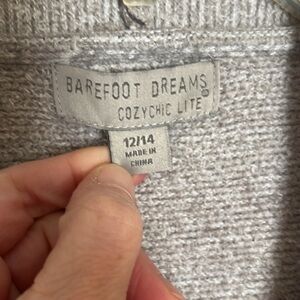 BAREFOOT DREAMS®
COZYCHIC LITE®
12/14
MADE IN
CHINA